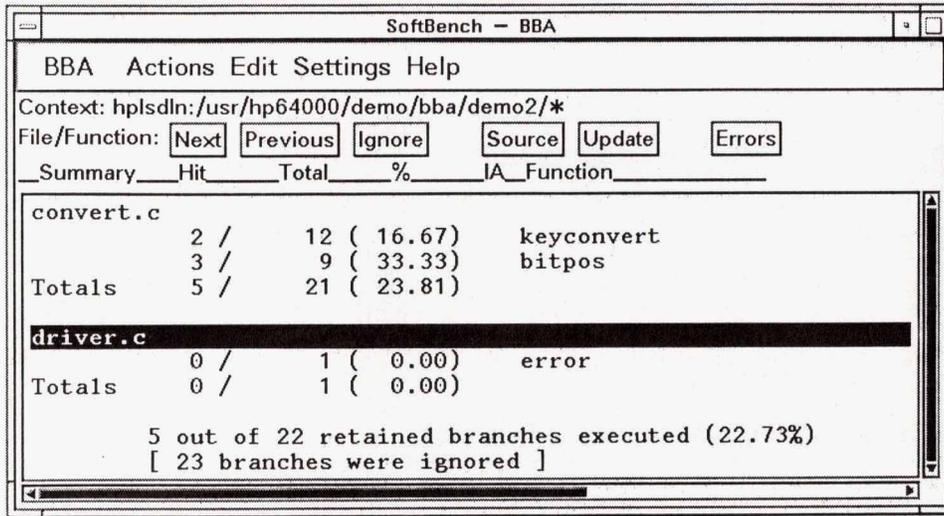 SoftBench — BBA
BBA Actions Edit Settings Help
Context: hplsdln:/usr/hp64000/demo/bba/demo2/*
File/Function: Next Previous Ignore Source Update Errors
__Summary____Hit_______Total_____%_______IA__Function_______________
convert.c
2 / 12 ( 16.67) keyconvert
3 / 9 ( 33.33) bitpos
Totals 5 / 21 ( 23.81)
driver.c
0 / 1 ( 0.00) error
Totals 0 / 1 ( 0.00)
5 out of 22 retained branches executed (22.73%)
[ 23 branches were ignored ]